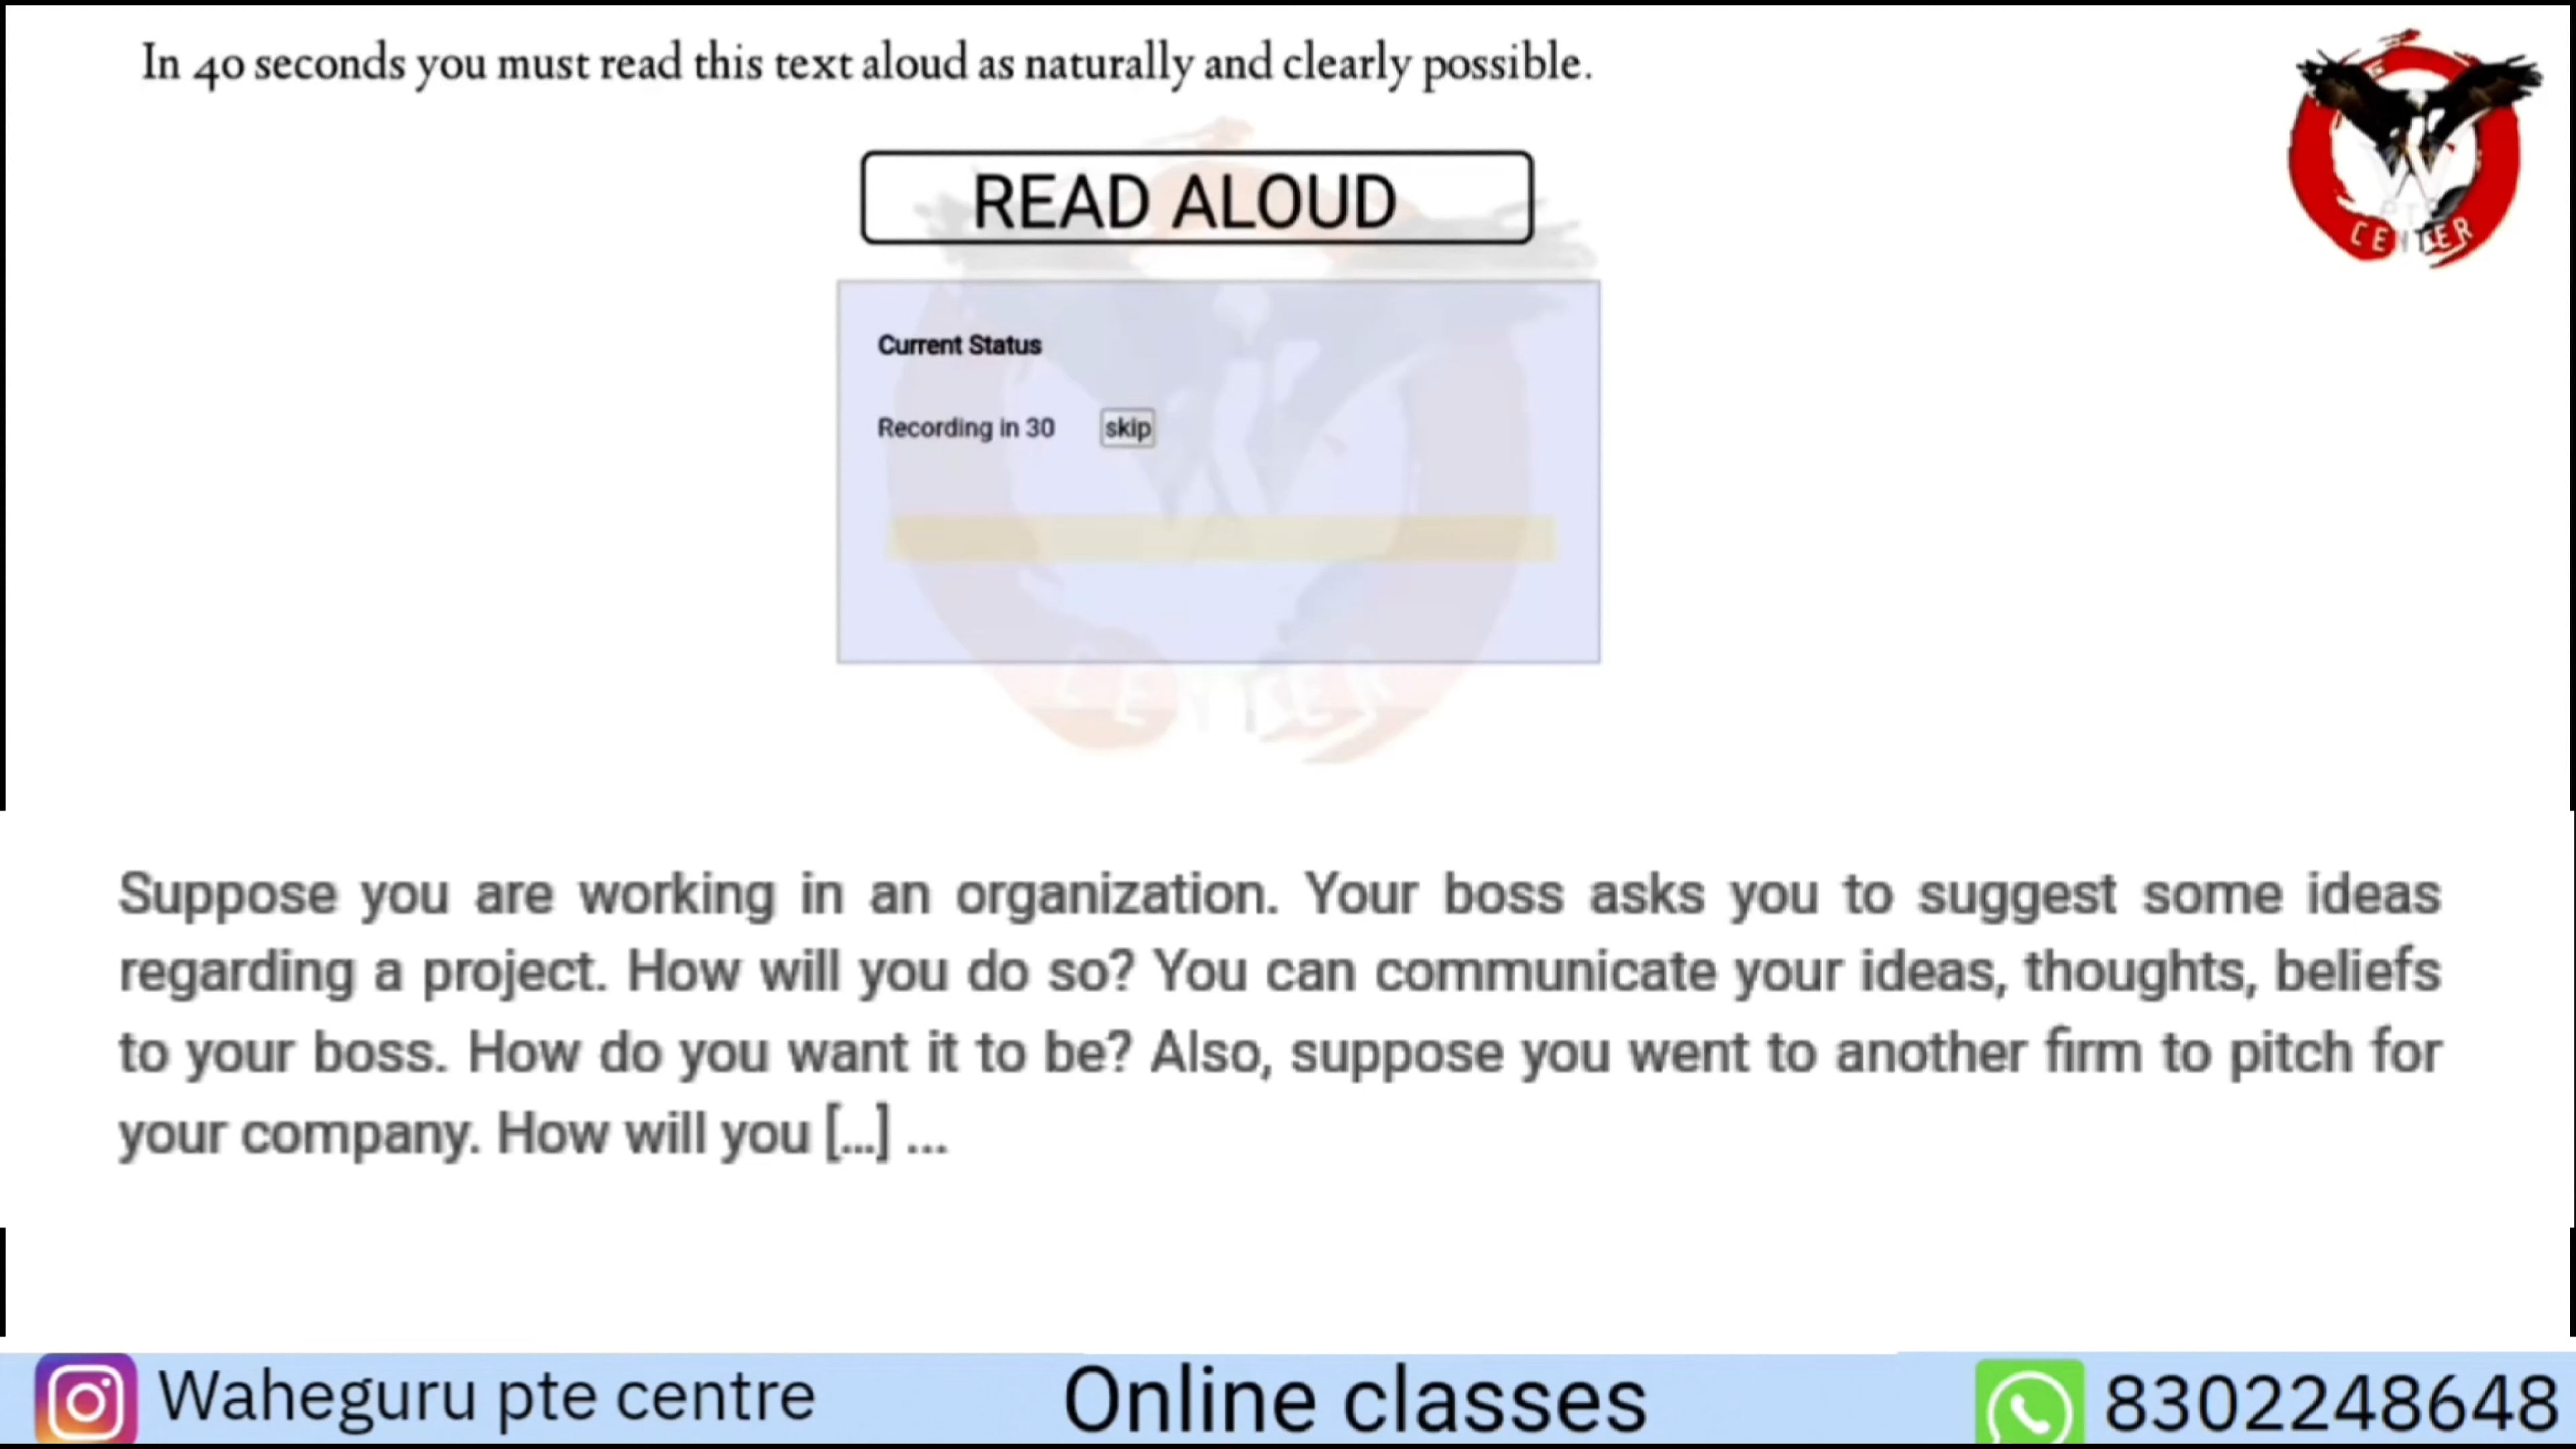 In 40 seconds you must read this text aloud as naturally and clearly possible.
READ ALOUD
Current Status
Recording in 30 skip
CENTER
CENTER
Suppose you are working in an organization. Your boss asks you to suggest some ideas
regarding a project. How will you do so? You can communicate your ideas, thoughts, beliefs
to your boss. How do you want it to be? Also, suppose you went to another firm to pitch for
your company. How will you [...] ...
Waheguru pte centre
Online classes
8302248648